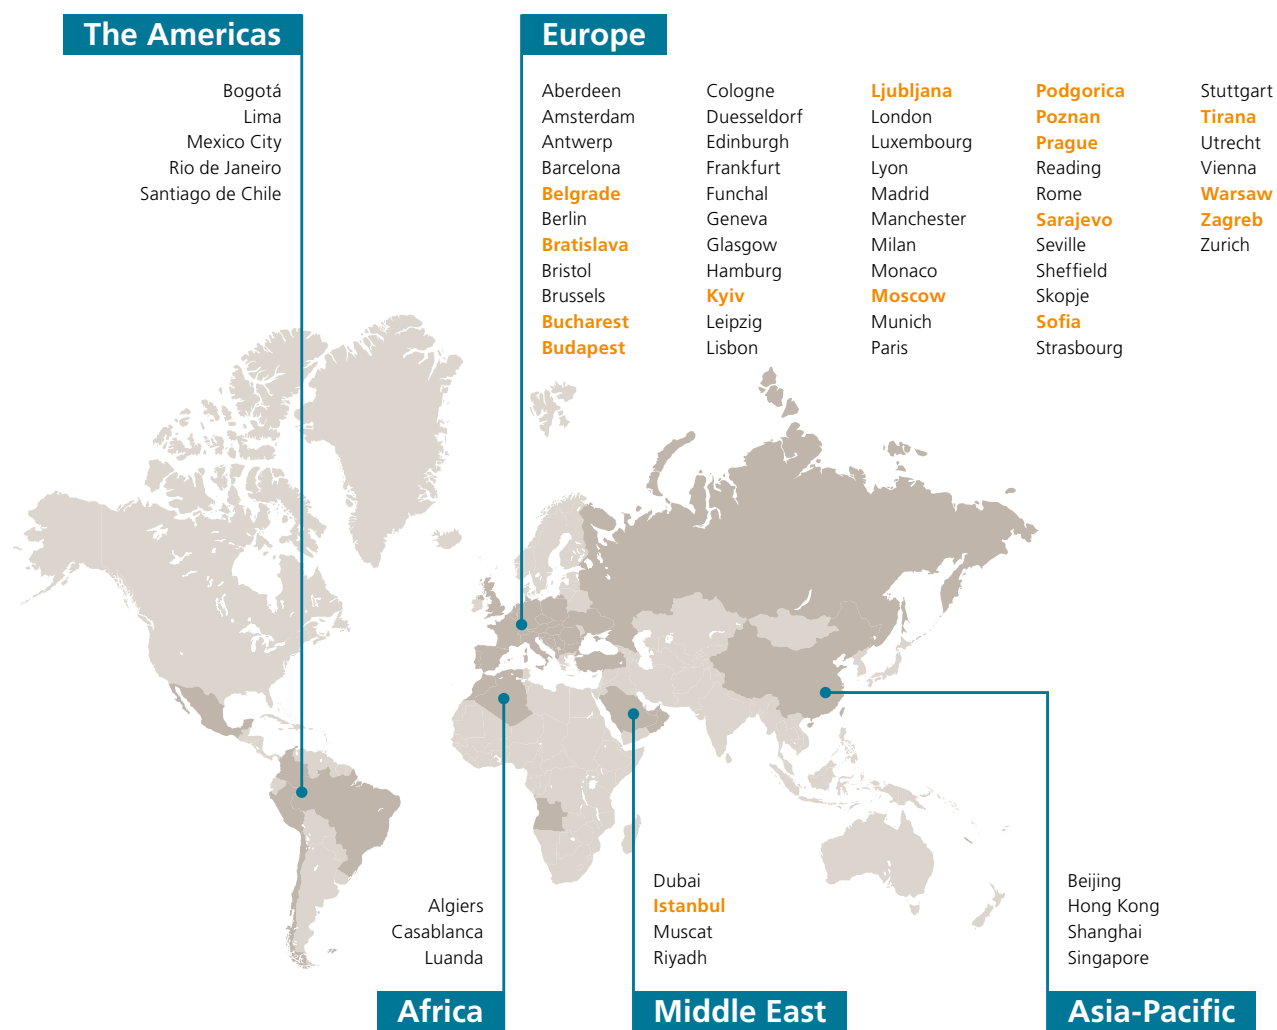 The Americas
Bogotá
Lima
Mexico City
Rio de Janeiro
Santiago de Chile
Europe
Aberdeen
Amsterdam
Antwerp
Barcelona
Belgrade
Berlin
Bratislava
Bristol
Brussels
Bucharest
Budapest
Cologne
Duesseldorf
Edinburgh
Frankfurt
Funchal
Geneva
Glasgow
Hamburg
Kyiv
Leipzig
Lisbon
Ljubljana
London
Luxembourg
Lyon
Madrid
Manchester
Milan
Monaco
Moscow
Munich
Paris
Podgorica
Poznan
Prague
Reading
Rome
Sarajevo
Seville
Sheffield
Skopje
Sofia
Strasbourg
Stuttgart
Tirana
Utrecht
Vienna
Warsaw
Zagreb
Zurich
Algiers
Casablanca
Luanda
Africa
Dubai
Istanbul
Muscat
Riyadh
Middle East
Beijing
Hong Kong
Shanghai
Singapore
Asia-Pacific